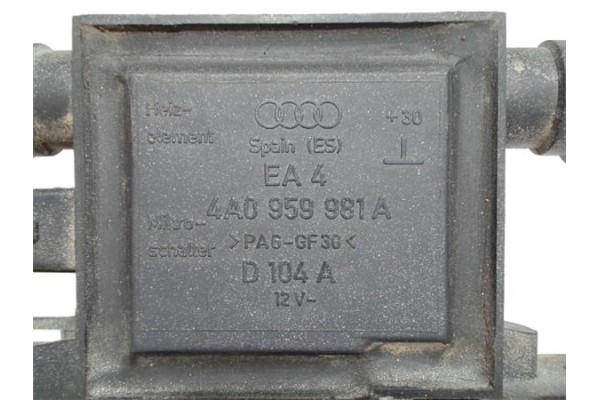 Heiz-
element
+30
Spain (ES)
EA 4
4A0 959 981 A
Mikro-
schalter
>PA6-GF30<
D 104 A
12 V-